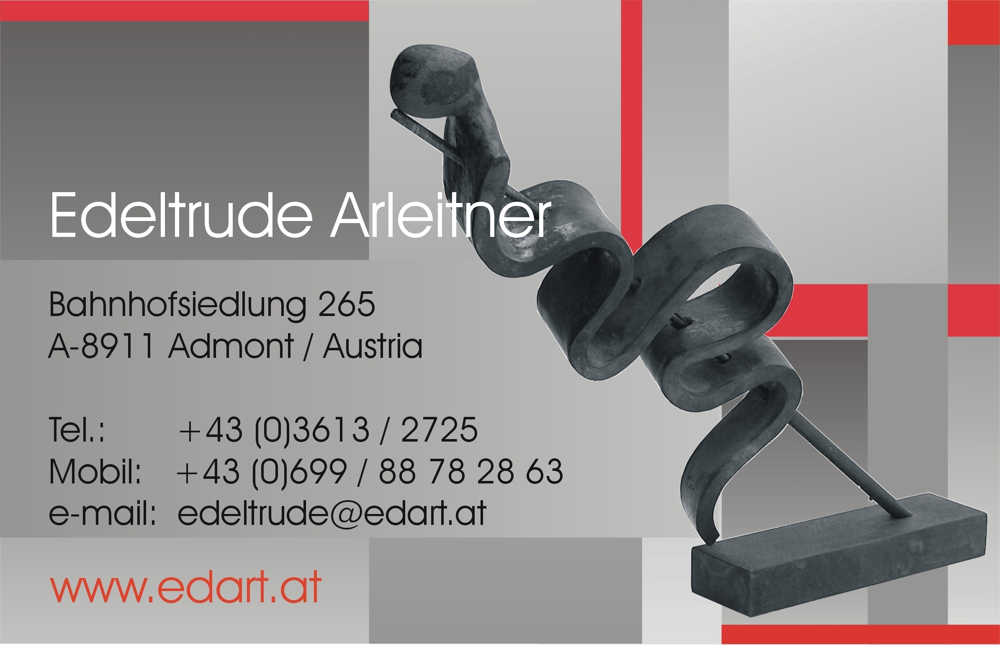 Edeltrude Arleitner
Bahnhofsiedlung 265
A-8911 Admont / Austria
Tel.: +43 (0)3613 / 2725
Mobil: +43 (0)699 / 88 78 28 63
e-mail: edeltrude@edart.at
www.edart.at